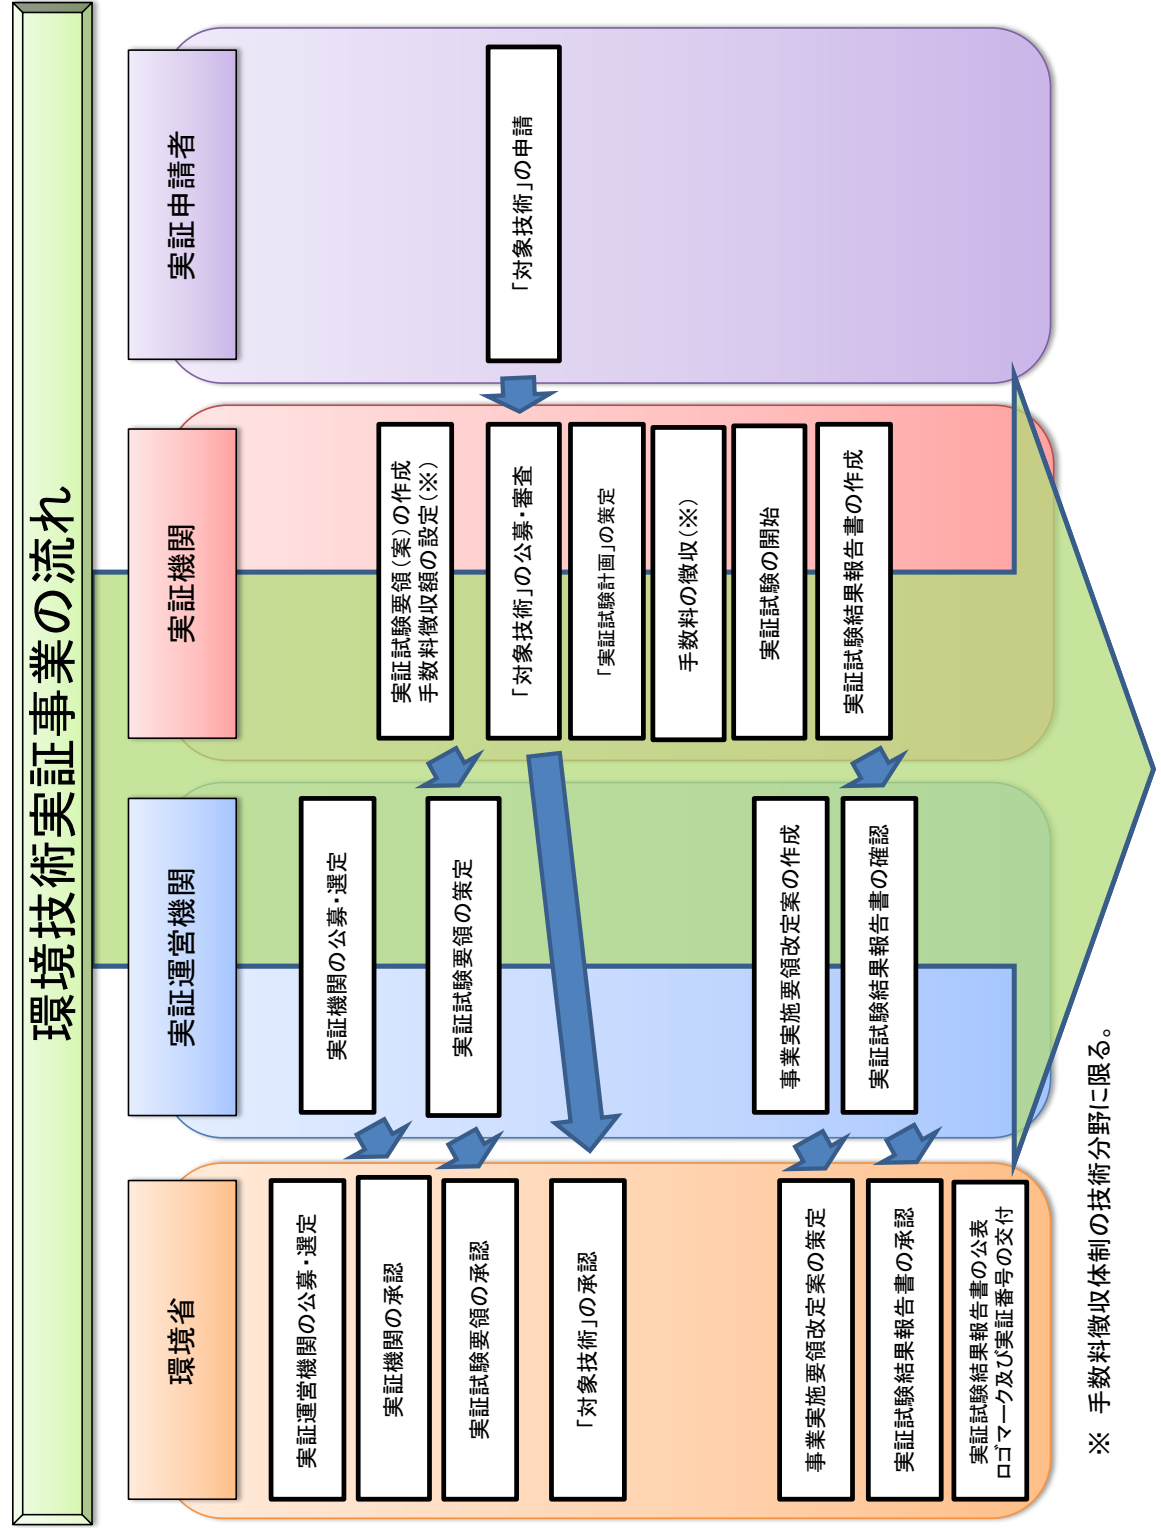 環境技術実証事業の流れ
環境省
実証運営機関の公募・選定
実証機関の承認
実証試験要領の承認
「対象技術」の承認
事業実施要領改定案の策定
実証試験結果報告書の承認
実証試験結果報告書の公表
ロゴマーク及び実証番号の交付
実証運営機関
実証機関の公募・選定
実証試験要領の策定
事業実施要領改定案の作成
実証試験結果報告書の確認
実証機関
実証試験要領（案）の作成
手数料徴収額の設定（※）
「対象技術」の公募・審査
「実証試験計画」の策定
手数料の徴収（※）
実証試験の開始
実証試験結果報告書の作成
実証申請者
「対象技術」の申請
※ 手数料徴収体制の技術分野に限る。